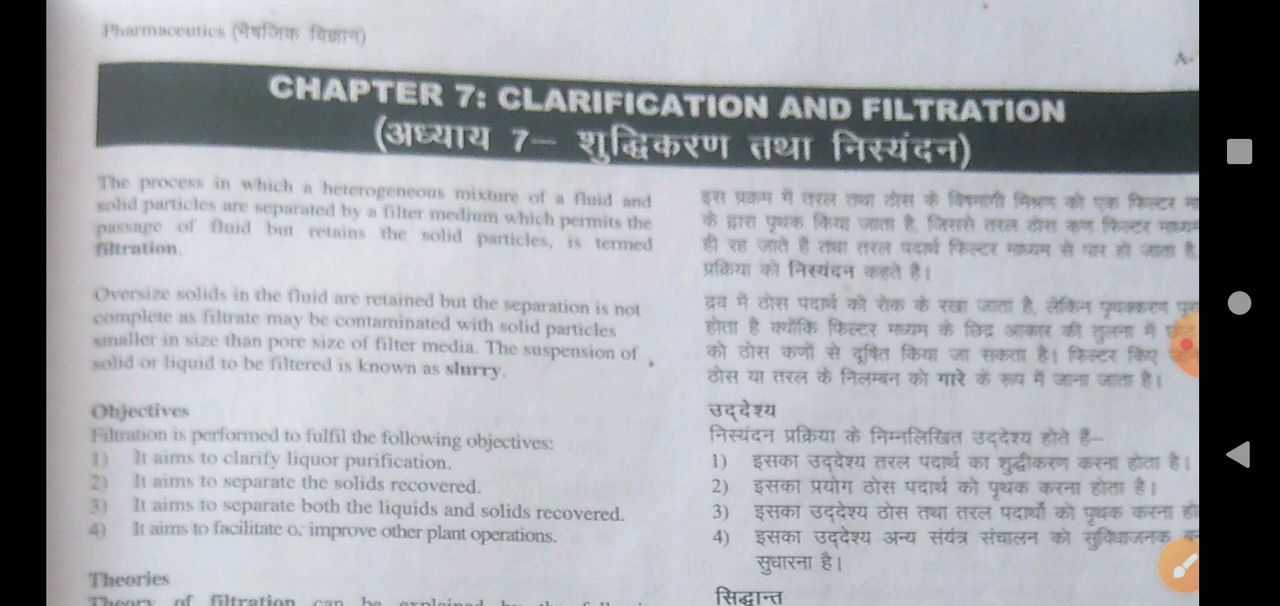 Pharmaceutics (भैषजिक विज्ञान)
A-
CHAPTER 7: CLARIFICATION AND FILTRATION
(अध्याय 7– शुद्धिकरण तथा निस्यंदन)
The process in which a heterogeneous mixture of a fluid and
solid particles are separated by a filter medium which permits the
passage of fluid but retains the solid particles, is termed
filtration.
Oversize solids in the fluid are retained but the separation is not
complete as filtrate may be contaminated with solid particles
smaller in size than pore size of filter media. The suspension of
solid or liquid to be filtered is known as slurry.
Objectives
Filtration is performed to fulfil the following objectives:
1) It aims to clarify liquor purification.
2) It aims to separate the solids recovered.
3) It aims to separate both the liquids and solids recovered.
4) It aims to facilitate o. improve other plant operations.
Theories
Theory of filtration can be explained by the
इस प्रक्रम में तरल तथा ठोस के विषमांगी मिश्रण को एक फिल्टर
के द्वारा पृथक किया जाता है, जिससे तरल ठोस कण फिल्टर माध्यम
ही रह जाते हैं तथा तरल पदार्थ फिल्टर माध्यम से पार हो जाता है
प्रक्रिया को निस्यंदन कहते हैं।
द्रव में ठोस पदार्थ को रोक के रखा जाता है, लेकिन पृथक्करण
होता है क्योंकि फिल्टर मध्यम के छिद्र आकार की तुलना में
को ठोस कणों से दूषित किया जा सकता है। फिल्टर किए
ठोस या तरल के निलम्बन को गारे के रूप में जाना जाता है।
उद्देश्य
निस्यंदन प्रक्रिया के निम्नलिखित उद्देश्य होते हैं–
1) इसका उद्देश्य तरल पदार्थ का शुद्धीकरण करना होता है।
2) इसका प्रयोग ठोस पदार्थ को पृथक करना होता है।
3) इसका उद्देश्य ठोस तथा तरल पदार्थों को पृथक करना
4) इसका उद्देश्य अन्य संयंत्र संचालन को सुविधाजनक
सुधारना है।
सिद्धान्त